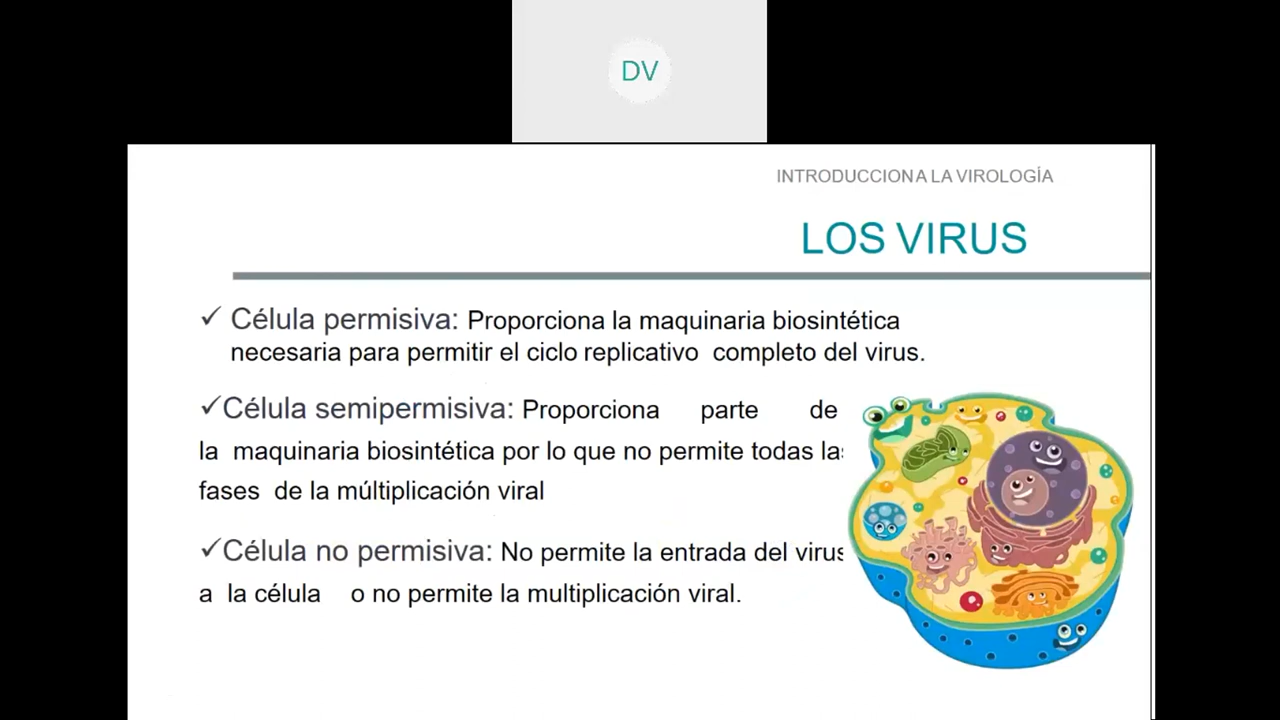 DV
INTRODUCCION A LA VIROLOGÍA
LOS VIRUS
✓ Célula permisiva: Proporciona la maquinaria biosintética
necesaria para permitir el ciclo replicativo completo del virus.
✓Célula semipermisiva: Proporciona parte de
la maquinaria biosintética por lo que no permite todas las
fases de la múltiplicación viral
✓Célula no permisiva: No permite la entrada del virus
a la célula o no permite la multiplicación viral.